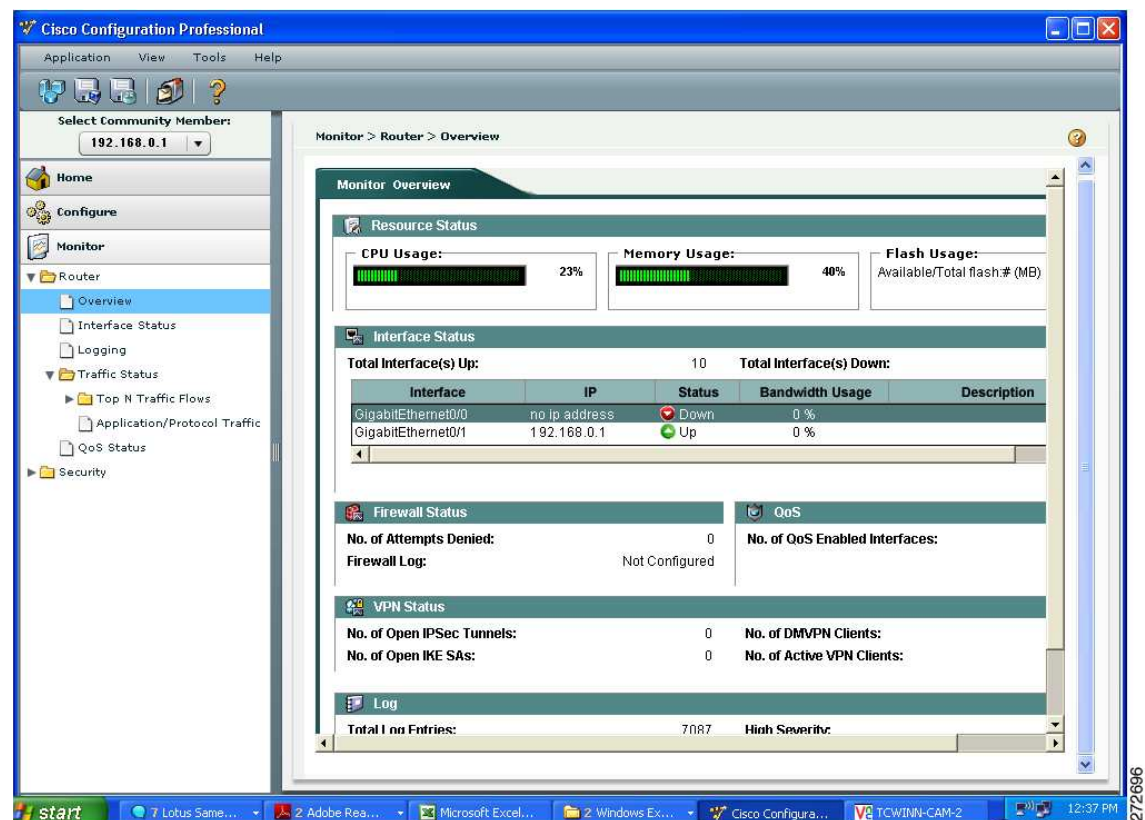 Cisco Configuration Professional
Application View Tools Help
Select Community Member:
192.168.0.1
Home
Configure
Monitor
Router
Overview
Interface Status
Logging
Traffic Status
Top N Traffic Flows
Application/Protocol Traffic
QoS Status
Security
Monitor > Router > Overview
Monitor Overview
Resource Status
CPU Usage: Memory Usage: Flash Usage:
23% 40% Available/Total flash:# (MB)
Interface Status
Total Interface(s) Up: 10 Total Interface(s) Down:
Interface IP Status Bandwidth Usage Description
GigabitEthernet0/0 no ip address Down 0 %
GigabitEthernet0/1 192.168.0.1 Up 0 %
Firewall Status QoS
No. of Attempts Denied: 0 No. of QoS Enabled Interfaces:
Firewall Log: Not Configured
VPN Status
No. of Open IPSec Tunnels: 0 No. of DMVPN Clients:
No. of Open IKE SAs: 0 No. of Active VPN Clients:
Log
Total Log Entries: 7087 High Severity:
start 7 Lotus Same... 2 Adobe Rea... Microsoft Excel... 2 Windows Ex... Cisco Configura... TCWINN-CAM-2 12:37 PM
272696